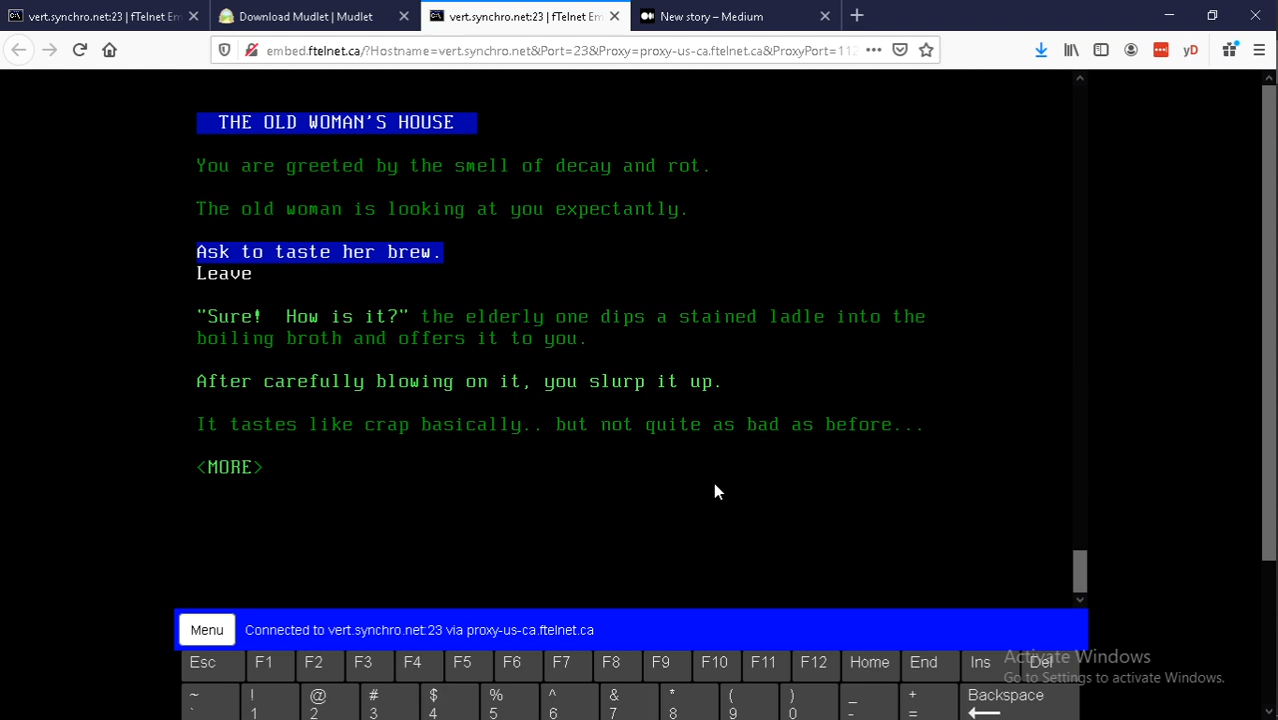 vert.synchro.net:23 | fTelnet Em
Download Mudlet | Mudlet
vert.synchro.net:23 | fTelnet Em
New story – Medium
embed.ftelnet.ca/?Hostname=vert.synchro.net&Port=23&Proxy=proxy-us-ca.ftelnet.ca&ProxyPort=112
yD
THE OLD WOMAN'S HOUSE
You are greeted by the smell of decay and rot.
The old woman is looking at you expectantly.
Ask to taste her brew.
Leave
"Sure!  How is it?" the elderly one dips a stained ladle into the
boiling broth and offers it to you.
After carefully blowing on it, you slurp it up.
It tastes like crap basically.. but not quite as bad as before...
<MORE>
Menu
Connected to vert.synchro.net:23 via proxy-us-ca.ftelnet.ca
Esc F1 F2 F3 F4 F5 F6 F7 F8 F9 F10 F11 F12 Home End Ins Del
Activate Windows
Go to Settings to activate Windows.
~ ! @ # $ % ^ & * ( ) _ + Backspace
` 1 2 3 4 5 6 7 8 9 0 - =